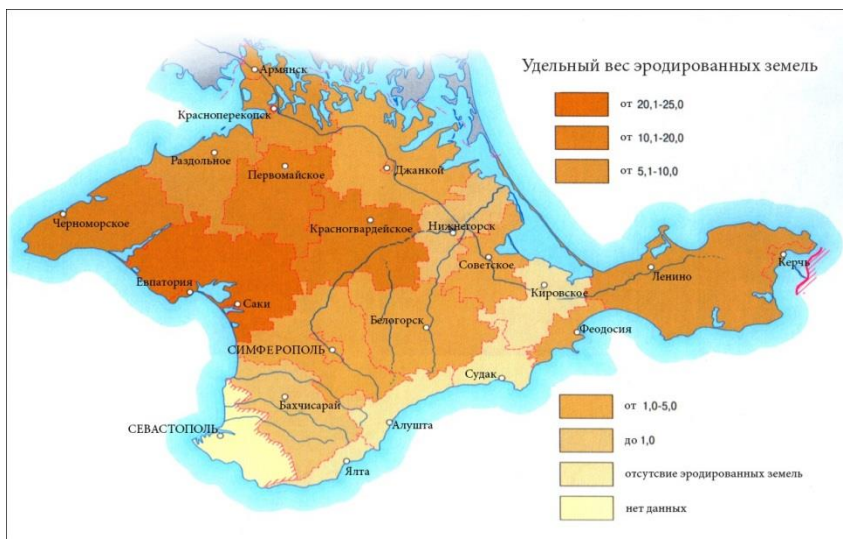 Удельный вес эродированных земель
от 20,1-25,0
от 10,1-20,0
от 5,1-10,0
Армянск
Красноперекопск
Раздольное
Первомайское
Джанкой
Черноморское
Красногвардейское
Нижнегорск
Советское
Евпатория
Саки
Кировское
Ленино
Керчь
Белогорск
Феодосия
СИМФЕРОПОЛЬ
Судак
Бахчисарай
Алушта
СЕВАСТОПОЛЬ
Ялта
от 1,0-5,0
до 1,0
отсутсвие эродированных земель
нет данных